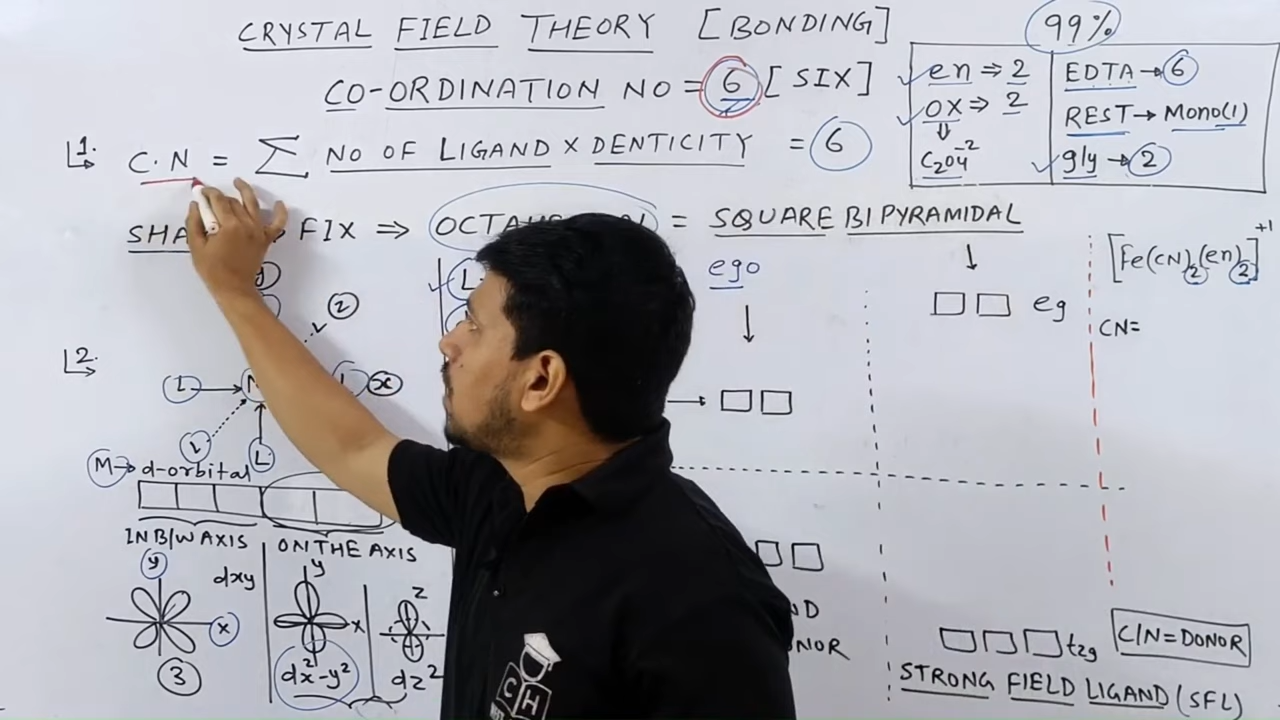 CRYSTAL FIELD THEORY [BONDING]
99%
CO-ORDINATION NO = 6 [SIX]
en ⇒ 2
OX ⇒ 2
C₂O₄⁻²
EDTA → 6
REST → Mono(1)
gly → 2
1.
C.N = Σ NO OF LIGAND × DENTICITY = 6
FIX ⇒
= SQUARE BIPYRAMIDAL
[Fe(CN)₂(en)₂]⁺¹
y
L
ego
eg
z
CN=
2.
L
x
L
L
M → d-orbital
IN B/W AXIS
ON THE AXIS
y
dxy
x
3
y
x
dx²-y²
z
dz²
t₂g
C/N = DONOR
STRONG FIELD LIGAND (SFL)
CH